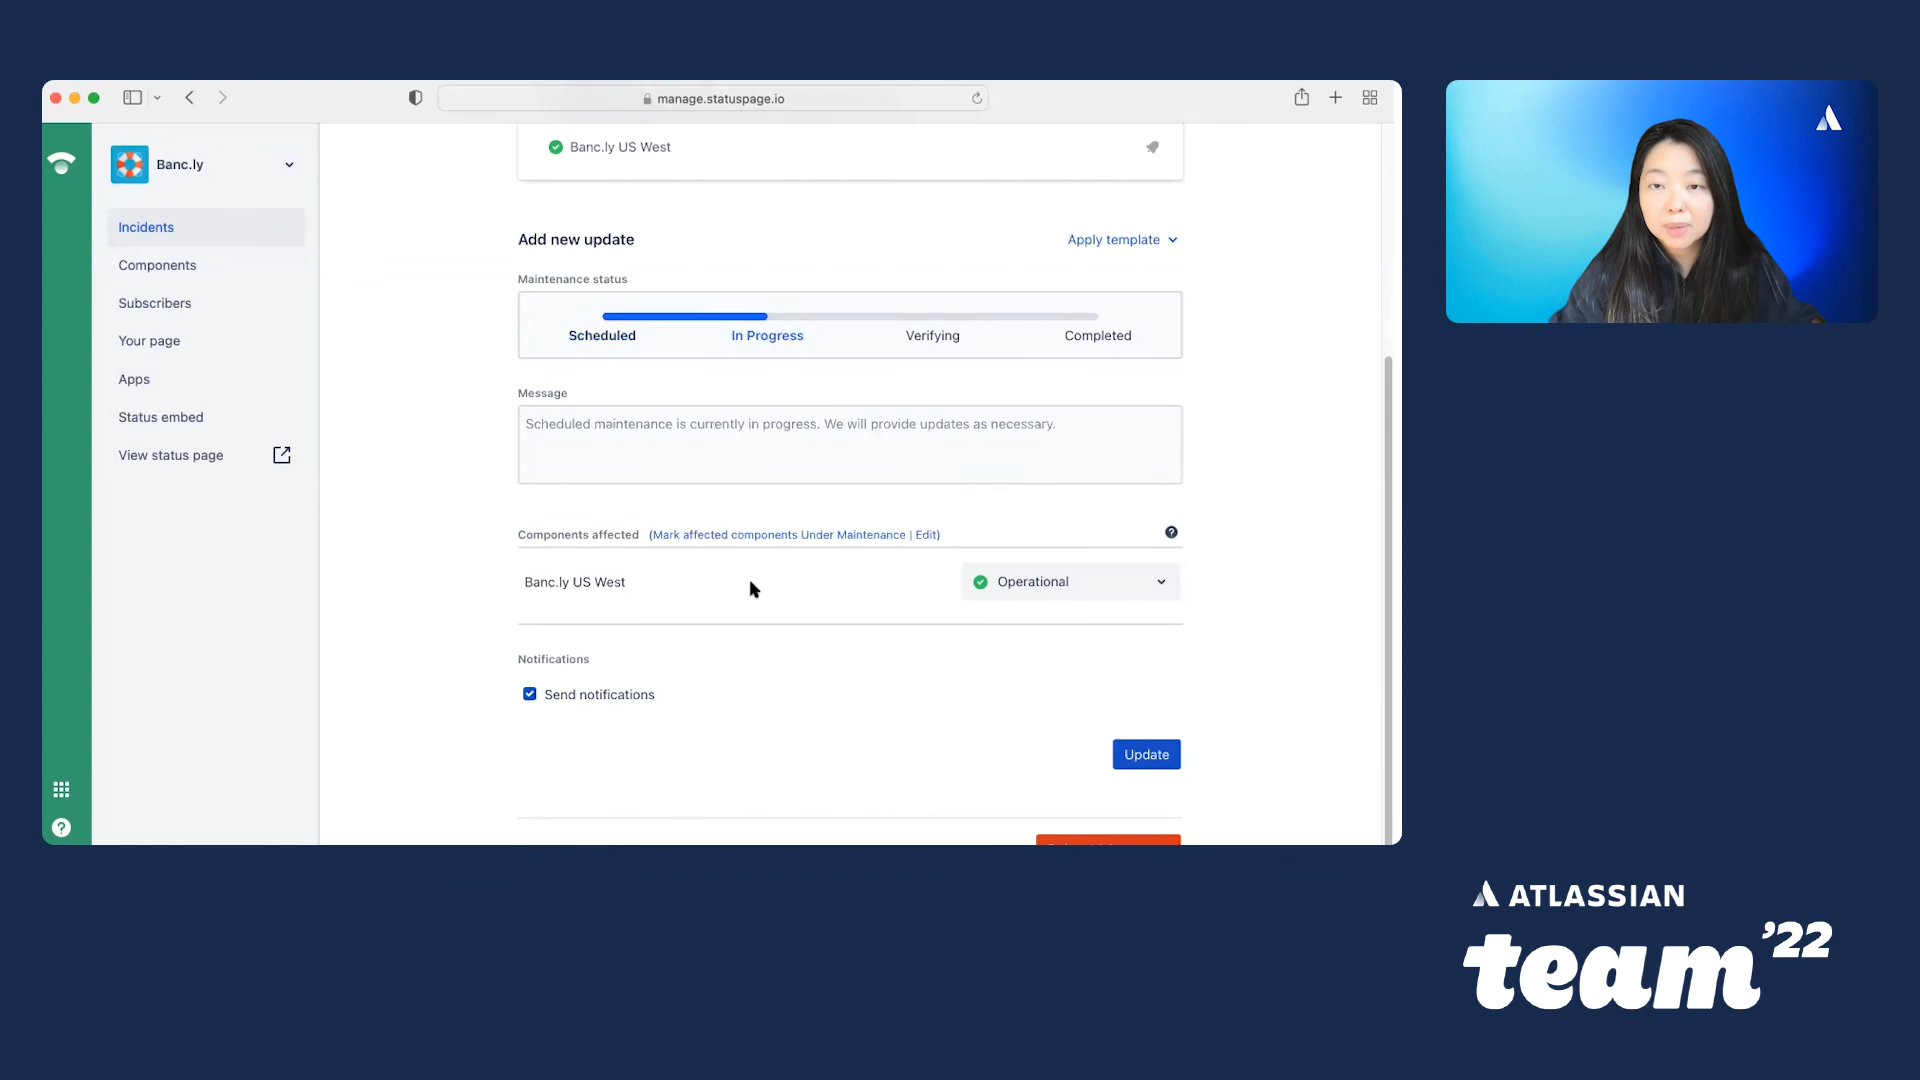 manage.statuspage.io
Banc.ly
Incidents
Components
Subscribers
Your page
Apps
Status embed
View status page
Banc.ly US West
Add new update
Apply template
Maintenance status
Scheduled
In Progress
Verifying
Completed
Message
Scheduled maintenance is currently in progress. We will provide updates as necessary.
Components affected (Mark affected components Under Maintenance | Edit)
Banc.ly US West
Operational
Notifications
Send notifications
Update
ATLASSIAN
team '22